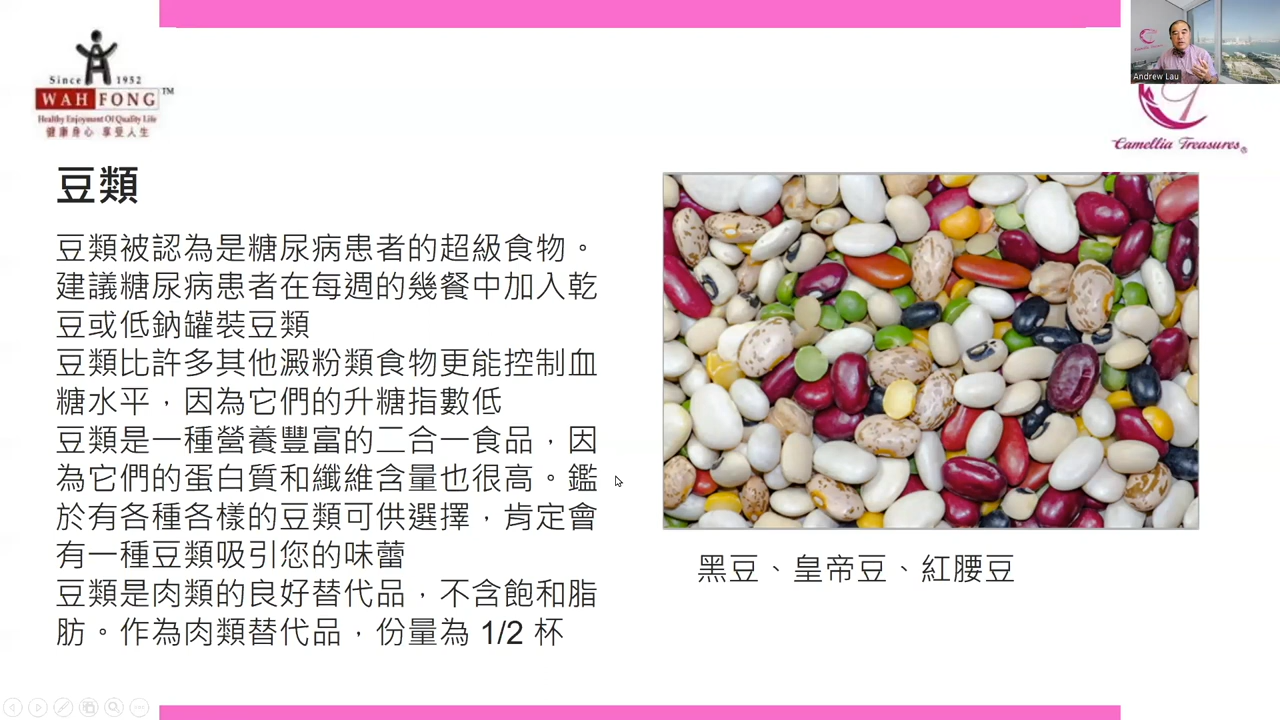 Since 1952
WAH FONG TM
Healthy Enjoyment Of Quality Life
健康身心 享受人生
Andrew Lau
Camellia Treasures®
豆類
豆類被認為是糖尿病患者的超級食物。
建議糖尿病患者在每週的幾餐中加入乾
豆或低鈉罐裝豆類
豆類比許多其他澱粉類食物更能控制血
糖水平，因為它們的升糖指數低
豆類是一種營養豐富的二合一食品，因
為它們的蛋白質和纖維含量也很高。鑑
於有各種各樣的豆類可供選擇，肯定會
有一種豆類吸引您的味蕾
豆類是肉類的良好替代品，不含飽和脂
肪。作為肉類替代品，份量為 1/2 杯
黑豆、皇帝豆、紅腰豆